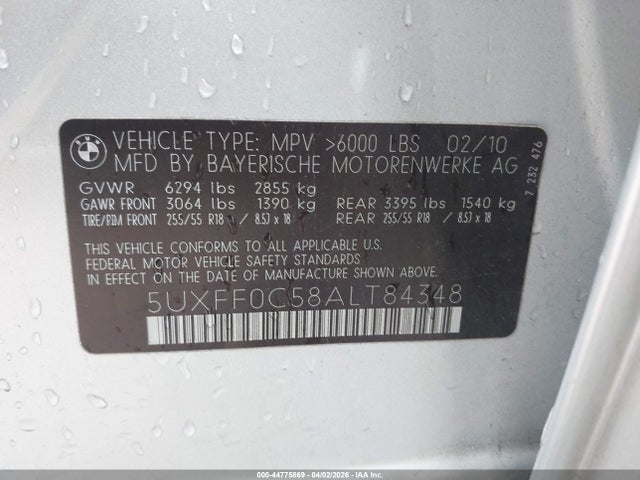 BMW
VEHICLE TYPE: MPV >6000 LBS 02/10
MFD BY BAYERISCHE MOTORENWERKE AG
GVWR 6294 lbs 2855 kg
GAWR FRONT 3064 lbs 1390 kg REAR 3395 lbs 1540 kg
TIRE/RIM FRONT 255/55 R18 / 8.5J x 18 REAR 255/55 R18 / 8.5J x 18
THIS VEHICLE CONFORMS TO ALL APPLICABLE U.S.
FEDERAL MOTOR VEHICLE SAFETY STANDARDS
IN EFFECT ON THE DATE OF MANUFACTURE SHOWN ABOVE.
5UXFF0C58ALT84348
7 232 476
000-44775869 04/02/2026 - IAA Inc.